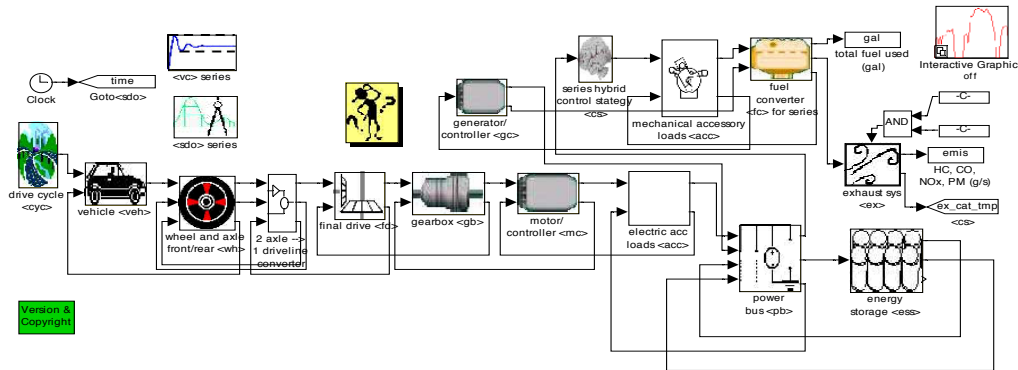 gal
total fuel used
(gal)
Interactive Graphic
off
<vc> series
time
Clock
Goto<sdo>
series hybrid
control stategy
<cs>
mechanical accessory
loads <acc>
fuel
converter
<fc> for series
-C-
AND
-C-
generator/
controller <gc>
<sdo> series
emis
HC, CO,
NOx, PM (g/s)
exhaust sys
<ex>
ex_cat_tmp
<cs>
drive cycle
<cyc>
vehicle <veh>
wheel and axle
front/rear <wh>
2 axle -->
1 driveline
converter
final drive <fd>
gearbox <gb>
motor/
controller <mc>
electric acc
loads <acc>
power
bus <pb>
energy
storage <ess>
Version &
Copyright